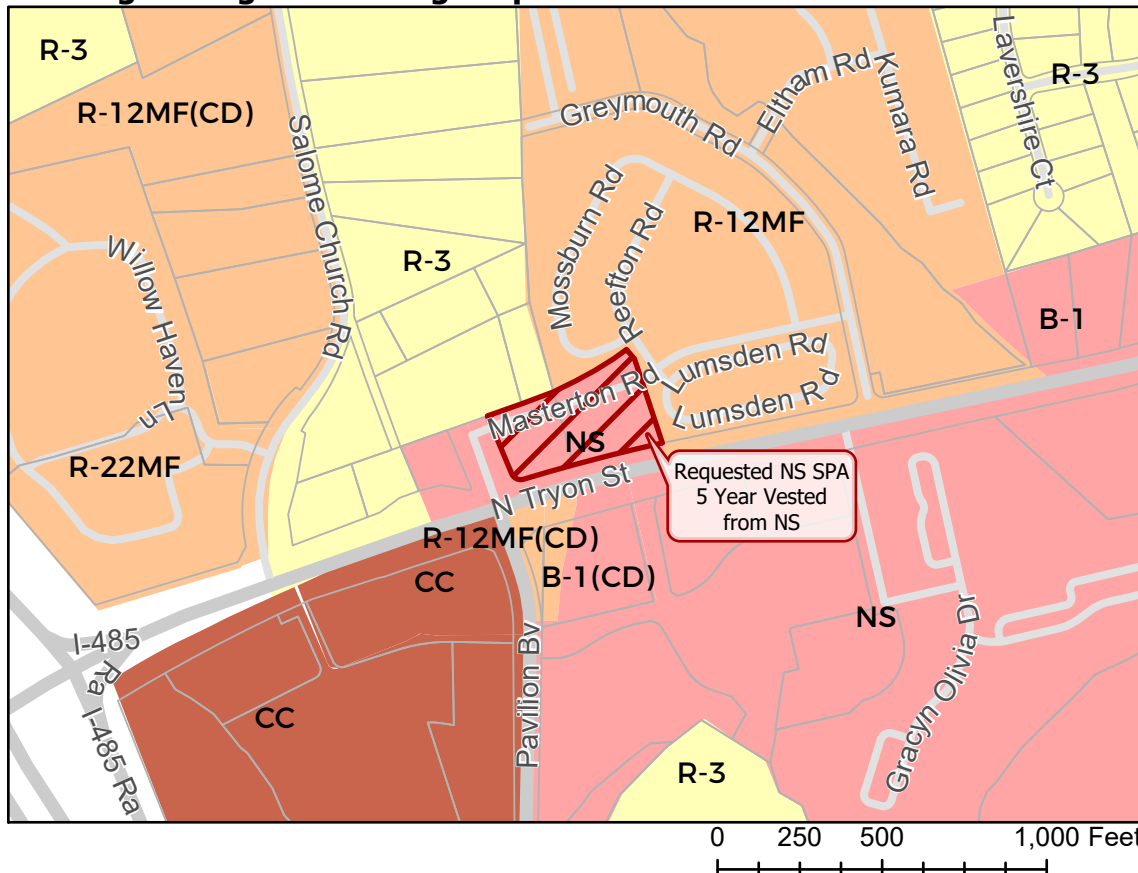 R-3
R-12MF(CD)
Salome Church Rd
Greymouth Rd
Eltham Rd
Kumara Rd
Lavershire Ct
R-3
Willow Haven Ln
R-3
Mossburn Rd
Reefton Rd
R-12MF
B-1
Lumsden Rd
Masterton Rd
Lumsden Rd
NS
R-22MF
N Tryon St
Requested NS SPA
5 Year Vested
from NS
R-12MF(CD)
CC
B-1(CD)
NS
I-485
Ra
I-485 Ra
CC
Pavilion Bv
Gracyn Olivia Dr
R-3
0 250 500 1,000 Feet